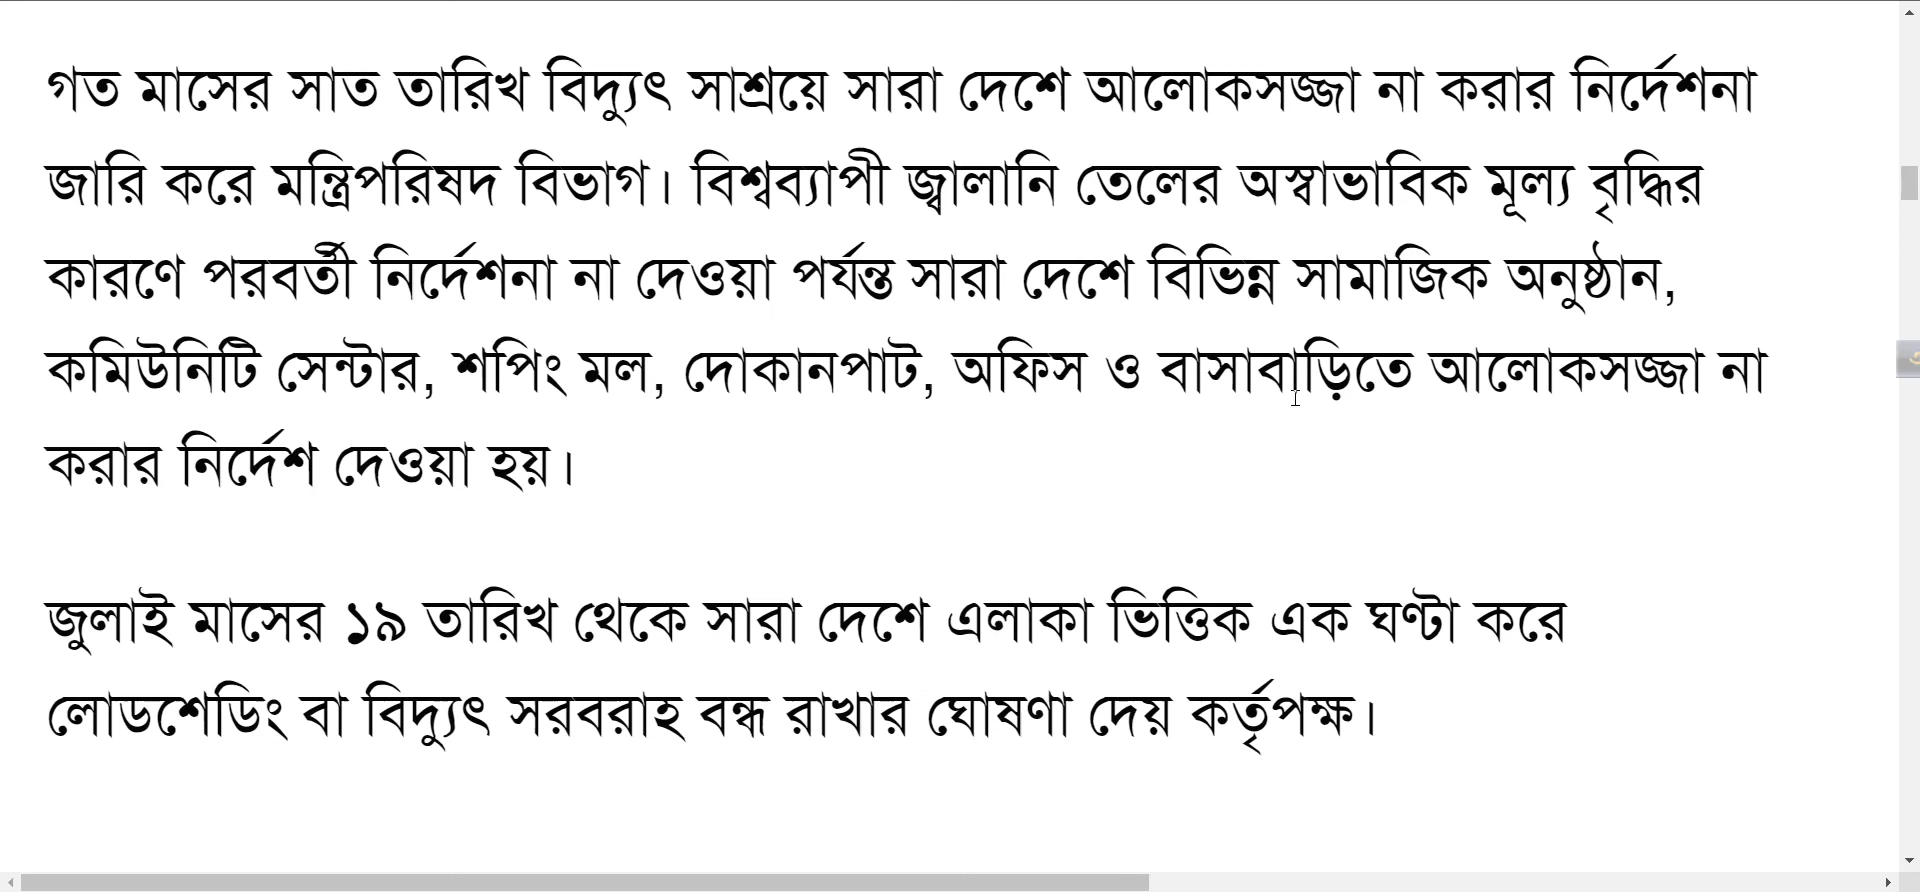 গত মাসের সাত তারিখ বিদ্যুৎ সাশ্রয়ে সারা দেশে আলোকসজ্জা না করার নির্দেশনা
জারি করে মন্ত্রিপরিষদ বিভাগ। বিশ্বব্যাপী জ্বালানি তেলের অস্বাভাবিক মূল্য বৃদ্ধির
কারণে পরবর্তী নির্দেশনা না দেওয়া পর্যন্ত সারা দেশে বিভিন্ন সামাজিক অনুষ্ঠান,
কমিউনিটি সেন্টার, শপিং মল, দোকানপাট, অফিস ও বাসাবাড়িতে আলোকসজ্জা না
করার নির্দেশ দেওয়া হয়।
জুলাই মাসের ১৯ তারিখ থেকে সারা দেশে এলাকা ভিত্তিক এক ঘণ্টা করে
লোডশেডিং বা বিদ্যুৎ সরবরাহ বন্ধ রাখার ঘোষণা দেয় কর্তৃপক্ষ।